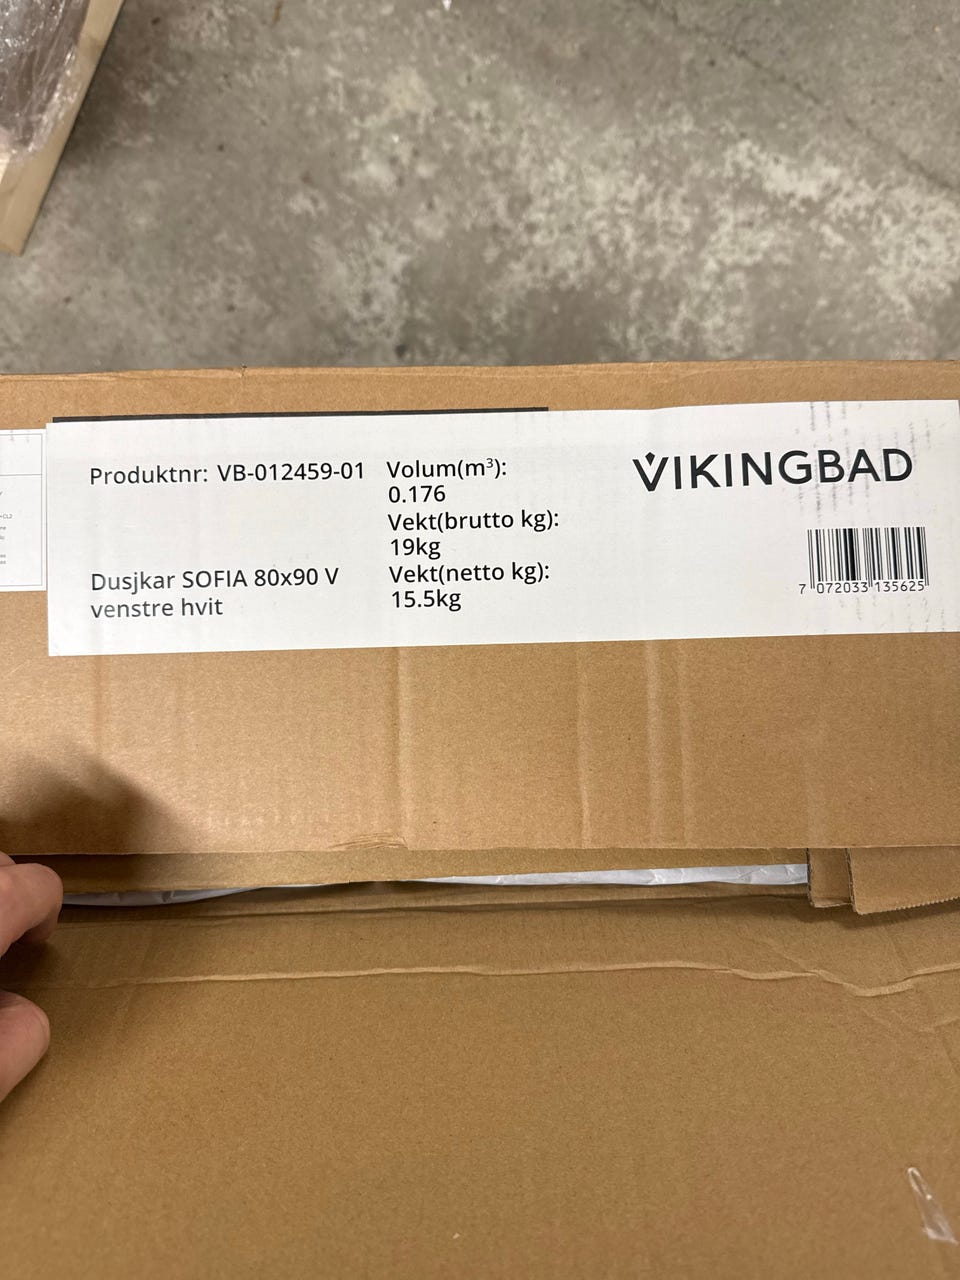 Produktnr: VB-012459-01
Dusjkar SOFIA 80x90 V
venstre hvit
Volum(m³):
0.176
Vekt(brutto kg):
19kg
Vekt(netto kg):
15.5kg
VIKINGBAD
7 072033 135625